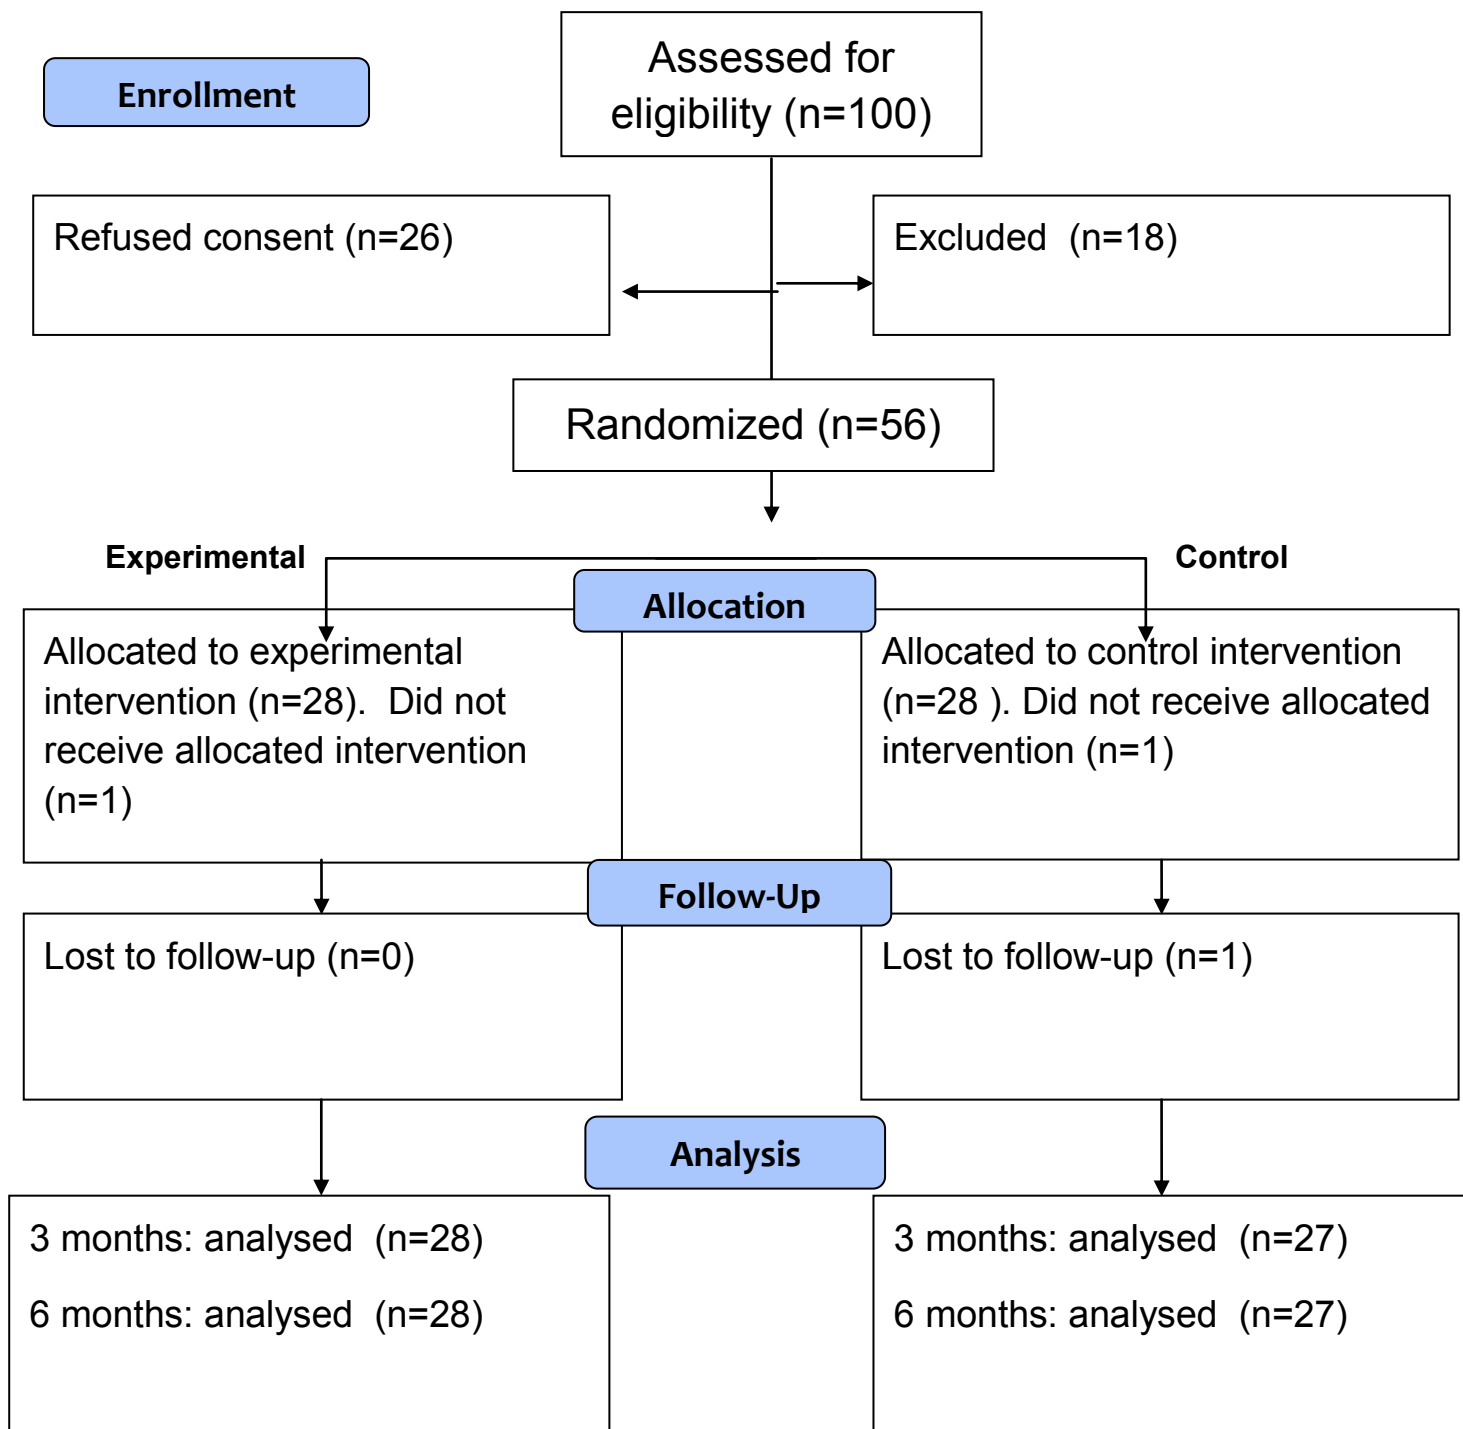 Enrollment
Assessed for
eligibility (n=100)
Refused consent (n=26)
Excluded  (n=18)
Randomized (n=56)
Experimental
Control
Allocation
Allocated to experimental
intervention (n=28).  Did not
receive allocated intervention
(n=1)
Allocated to control intervention
(n=28 ). Did not receive allocated
intervention (n=1)
Follow-Up
Lost to follow-up (n=0)
Lost to follow-up (n=1)
Analysis
3 months: analysed  (n=28)
6 months: analysed  (n=28)
3 months: analysed  (n=27)
6 months: analysed  (n=27)